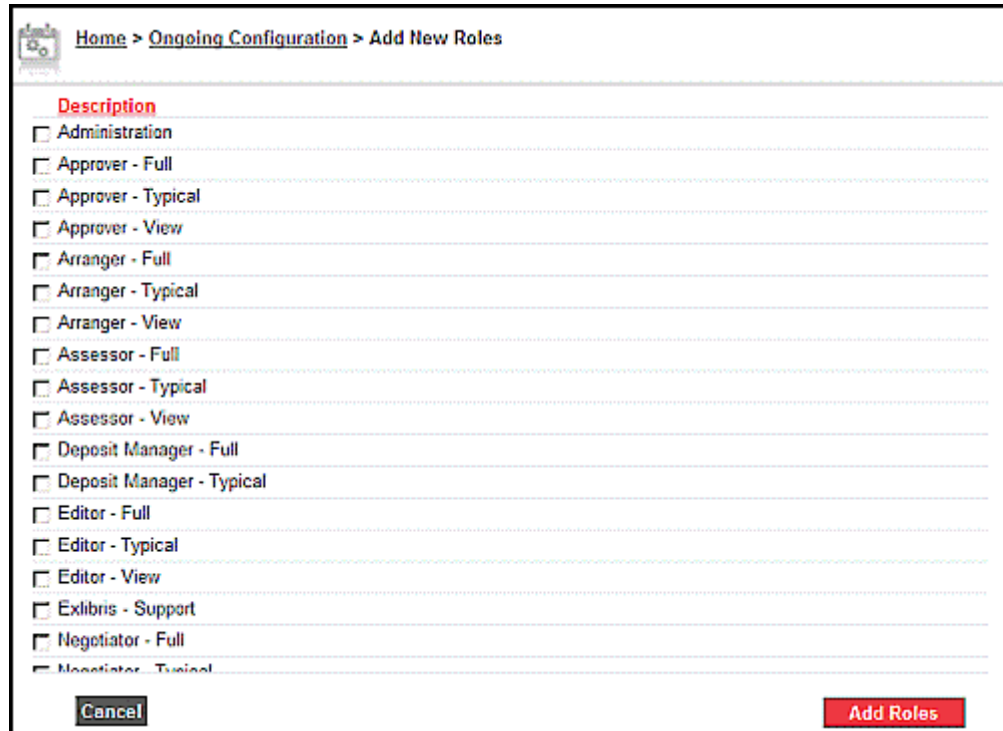 Home > Ongoing Configuration > Add New Roles
Description
Administration
Approver - Full
Approver - Typical
Approver - View
Arranger - Full
Arranger - Typical
Arranger - View
Assessor - Full
Assessor - Typical
Assessor - View
Deposit Manager - Full
Deposit Manager - Typical
Editor - Full
Editor - Typical
Editor - View
Exlibris - Support
Negotiator - Full
Negotiator - Typical
Cancel Add Roles